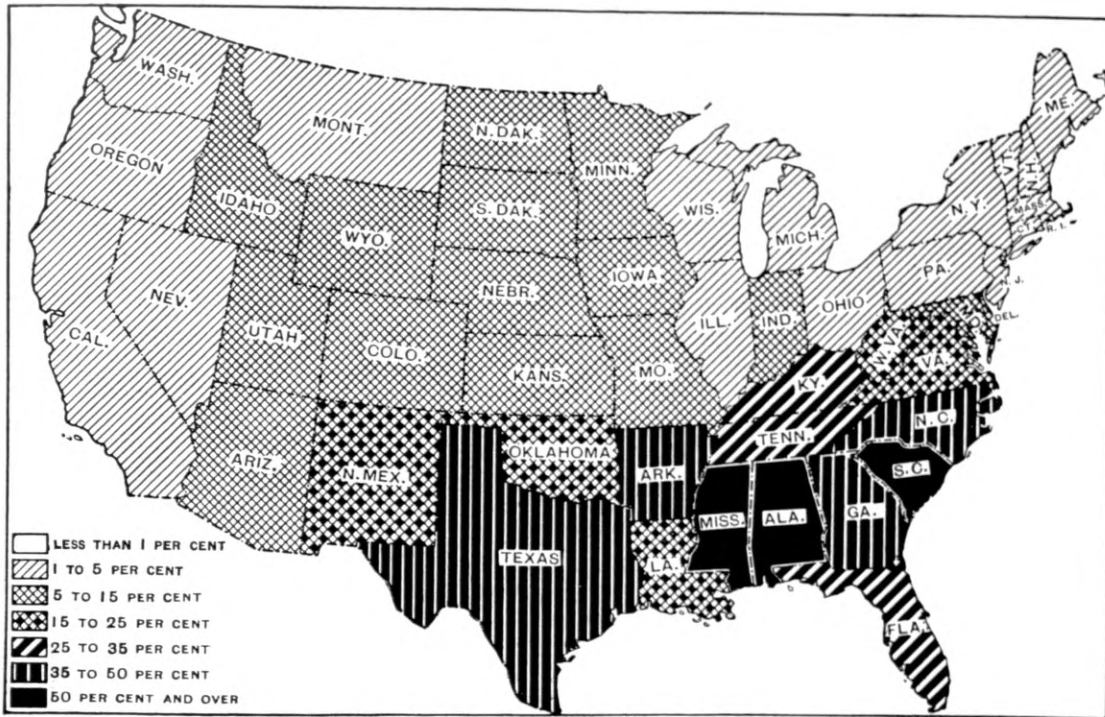 WASH.
MONT.
N. DAK.
MINN.
ME.
OREGON
VT.
N.H.
IDAHO
S. DAK.
WIS.
MICH.
N.Y.
MASS.
CT.
R. I.
WYO.
IOWA
PA.
N. J.
NEV.
NEBR.
ILL.
IND.
OHIO
DEL.
CAL.
UTAH
COLO.
KANS.
MO.
W. VA.
VA.
KY.
ARIZ.
N. MEX.
OKLAHOMA
ARK.
TENN.
N. C.
S.C.
TEXAS
LA.
MISS.
ALA.
GA.
FLA.
LESS THAN 1 PER CENT
1 TO 5 PER CENT
5 TO 15 PER CENT
15 TO 25 PER CENT
25 TO 35 PER CENT
35 TO 50 PER CENT
50 PER CENT AND OVER